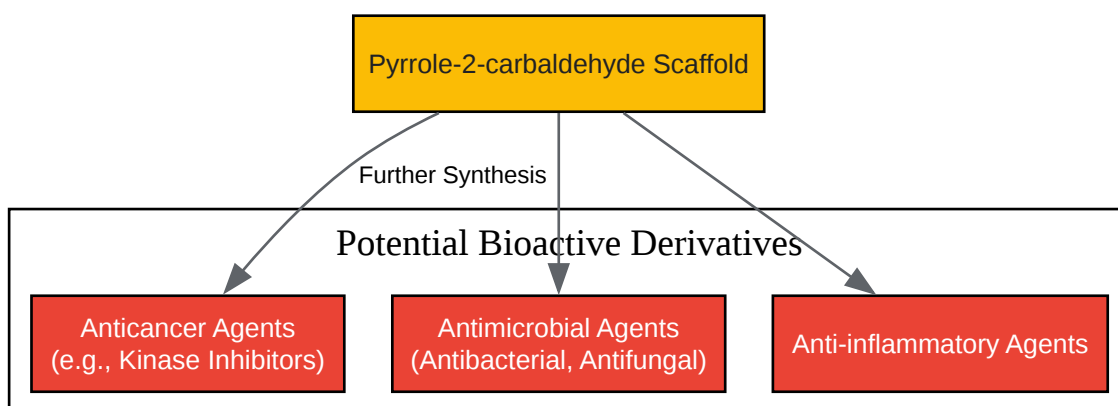 Pyrrole-2-carbaldehyde Scaffold
Further Synthesis
Potential Bioactive Derivatives
Anticancer Agents
(e.g., Kinase Inhibitors)
Antimicrobial Agents
(Antibacterial, Antifungal)
Anti-inflammatory Agents